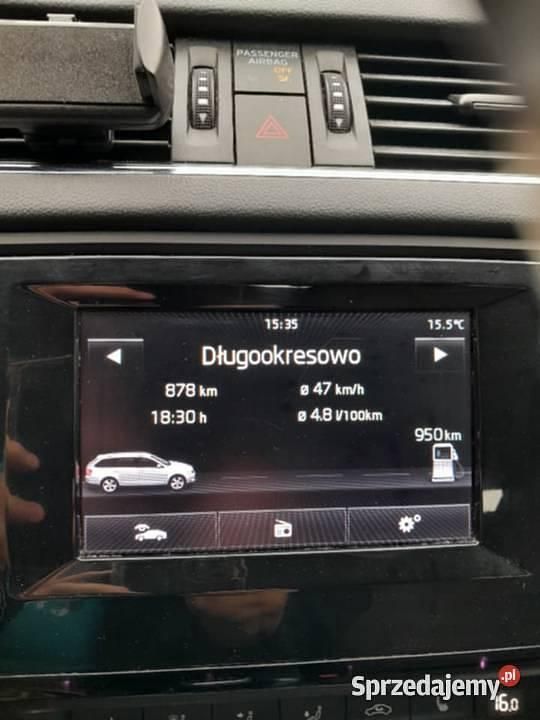 PASSENGER
AIRBAG
OFF
15:35
15.5°C
Długookresowo
878 km
ø 47 km/h
18:30 h
ø 4.8 l/100km
950 km
Sprzedajemy.pl
16.0